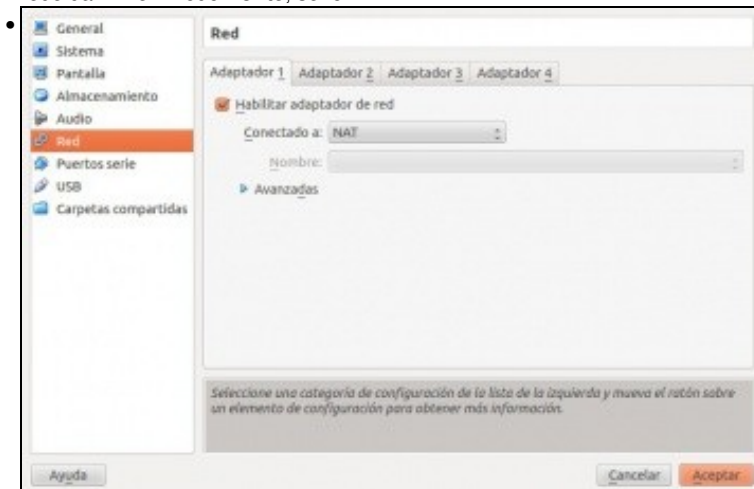 General
Sistema
Pantalla
Almacenamiento
Audio
Red
Puertos serie
USB
Carpetas compartidas
Red
Adaptador 1 Adaptador 2 Adaptador 3 Adaptador 4
Habilitar adaptador de red
Conectado a: NAT
Nombre:
Avanzadas
Seleccione una categoría de configuración de la lista de la izquierda y mueva el ratón sobre
un elemento de configuración para obtener más información.
Ayuda Cancelar Aceptar